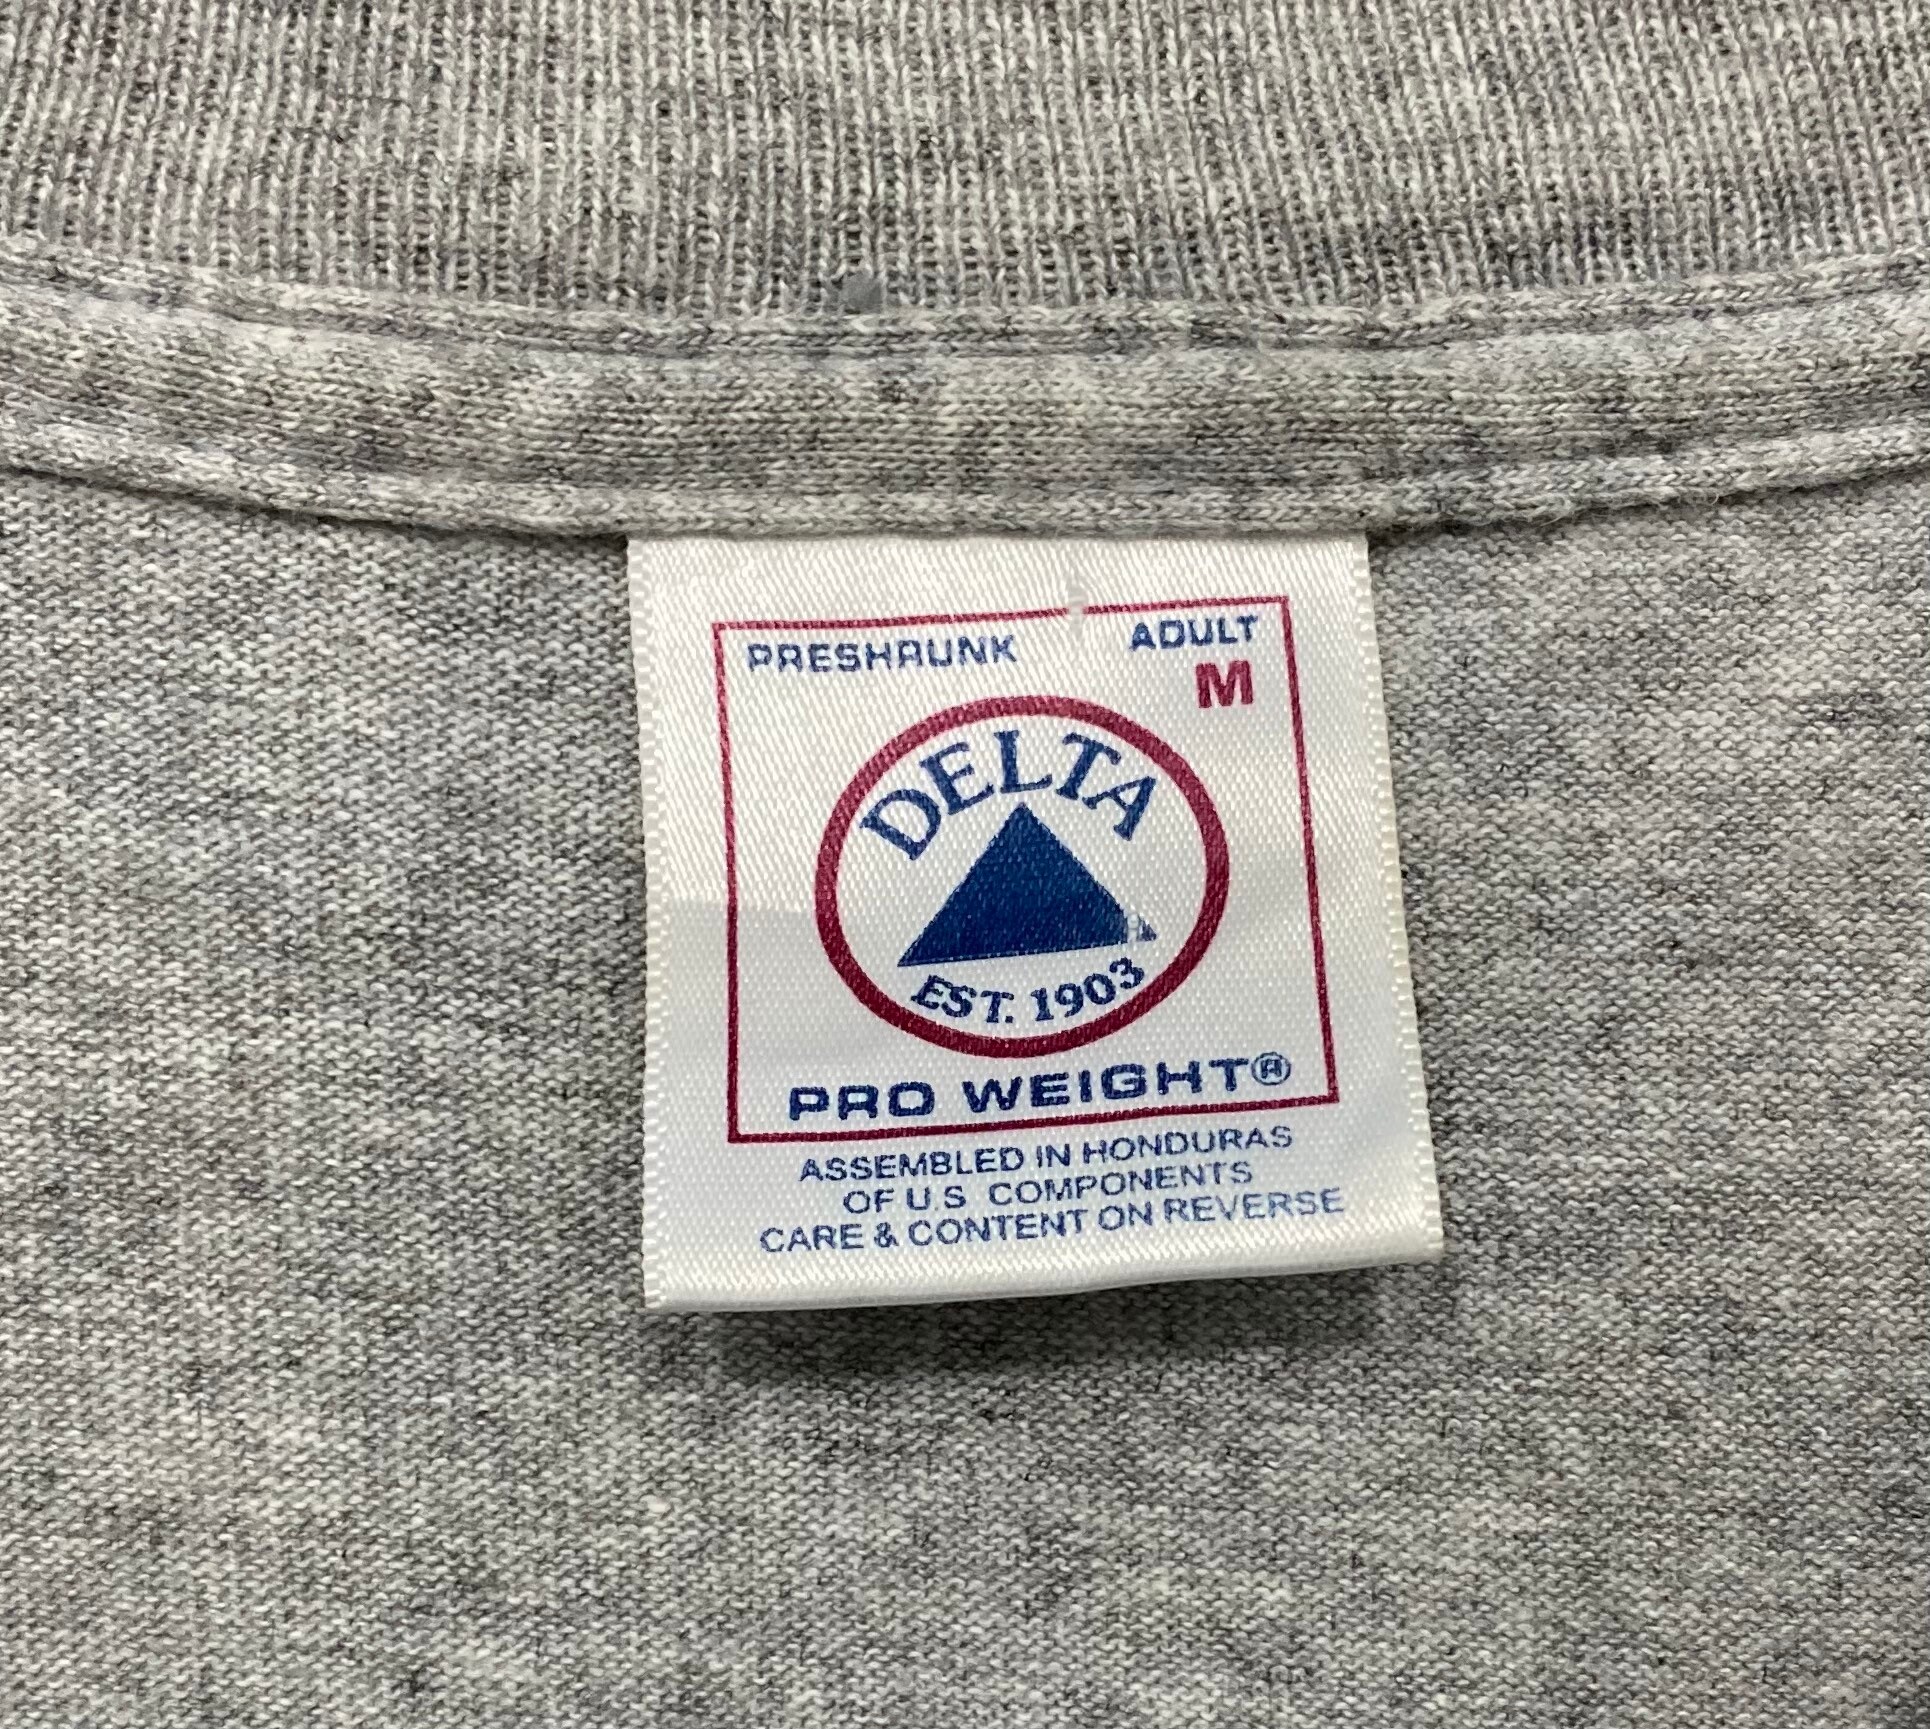 PRESHRUNK ADULT
M
DELTA
EST. 1903
PRO WEIGHT®
ASSEMBLED IN HONDURAS
OF U.S COMPONENTS
CARE & CONTENT ON REVERSE